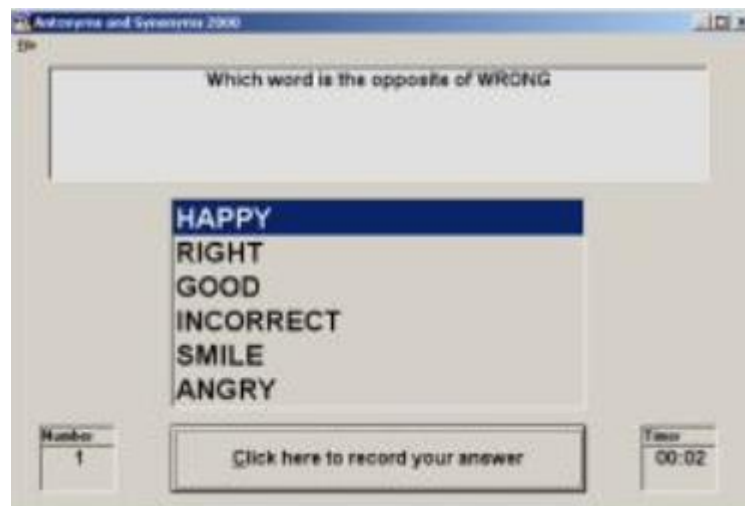 Antonyms and Synonyms 2000
Which word is the opposite of WRONG
HAPPY
RIGHT
GOOD
INCORRECT
SMILE
ANGRY
Number
1
Click here to record your answer
Timer
00:02